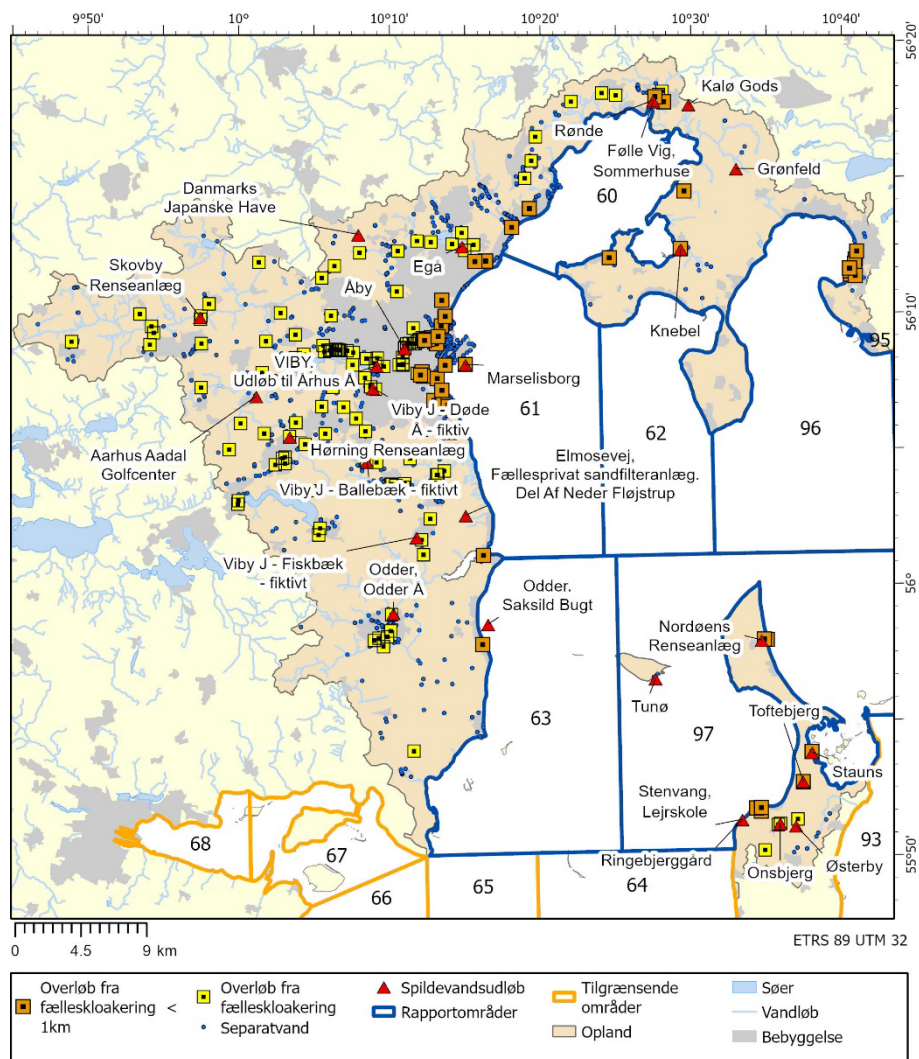 9°50'
10°
10°10'
10°20'
10°30'
10°40'
56°20'
Kalø Gods
Rønde
Følle Vig,
Sommerhuse
Grønfeld
60
Danmarks
Japanske Have
Egå
Skovby
Renseanlæg
Åby
Knebel
56°10'
95
VIBY.
Udløb til Århus Å
Marselisborg
61
62
96
Viby J - Døde
Å - fiktiv
Aarhus Aadal
Golfcenter
Hørning Renseanlæg
Elmosevej,
Fællesprivat sandfilteranlæg.
Del Af Neder Fløjstrup
Viby J - Ballebæk - fiktivt
Viby J - Fiskbæk
- fiktivt
Odder,
Odder Å
56°
Odder.
Saksild Bugt
Nordøens
Renseanlæg
Tunø
63
97
Toftebjerg
Stauns
Stenvang,
Lejrskole
68
67
93
Ringebjerggård
Onsbjerg
Østerby
55°50'
66
65
64
0 4.5 9 km
ETRS 89 UTM 32
Overløb fra
fælleskloakering <
1km
Overløb fra
fælleskloakering
Separatvand
Spildevandsudløb
Rapportområder
Tilgrænsende
områder
Opland
Søer
Vandløb
Bebyggelse